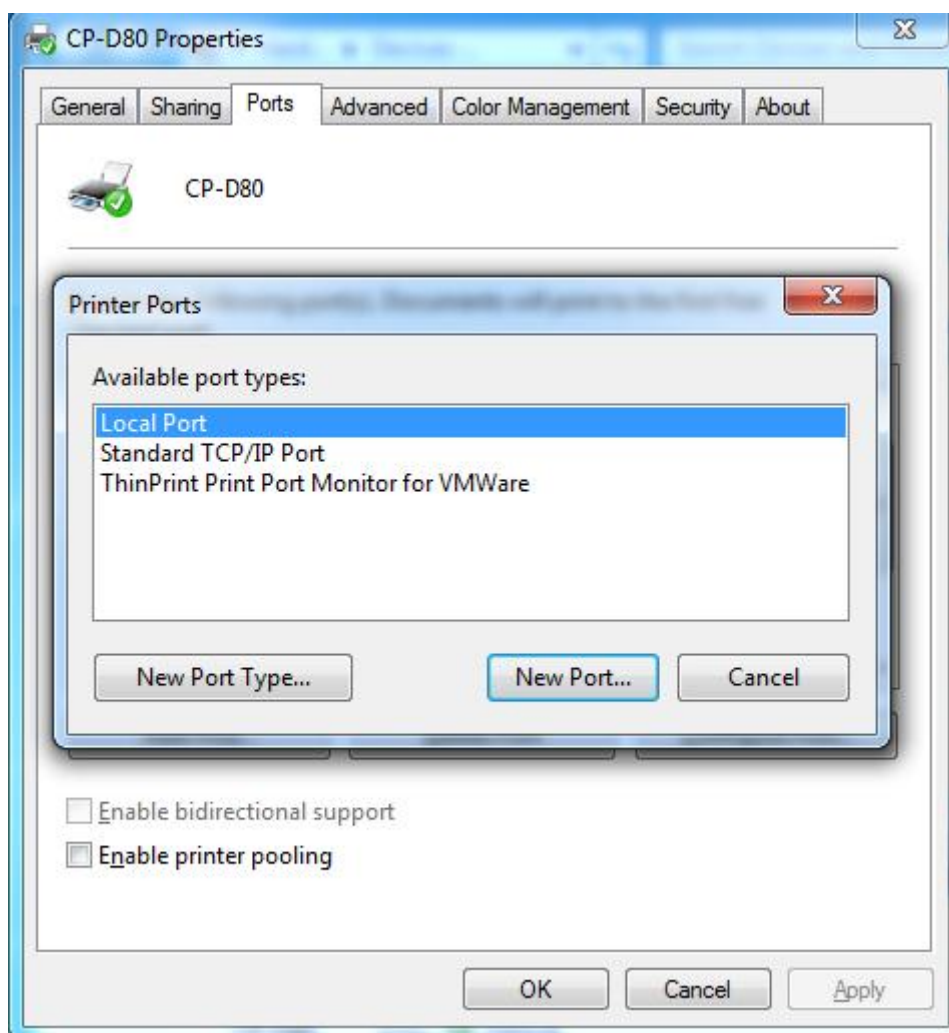 CP-D80 Properties
General Sharing Ports Advanced Color Management Security About
CP-D80
Printer Ports
Available port types:
Local Port
Standard TCP/IP Port
ThinPrint Print Port Monitor for VMWare
New Port Type... New Port... Cancel
Enable bidirectional support
Enable printer pooling
OK Cancel Apply